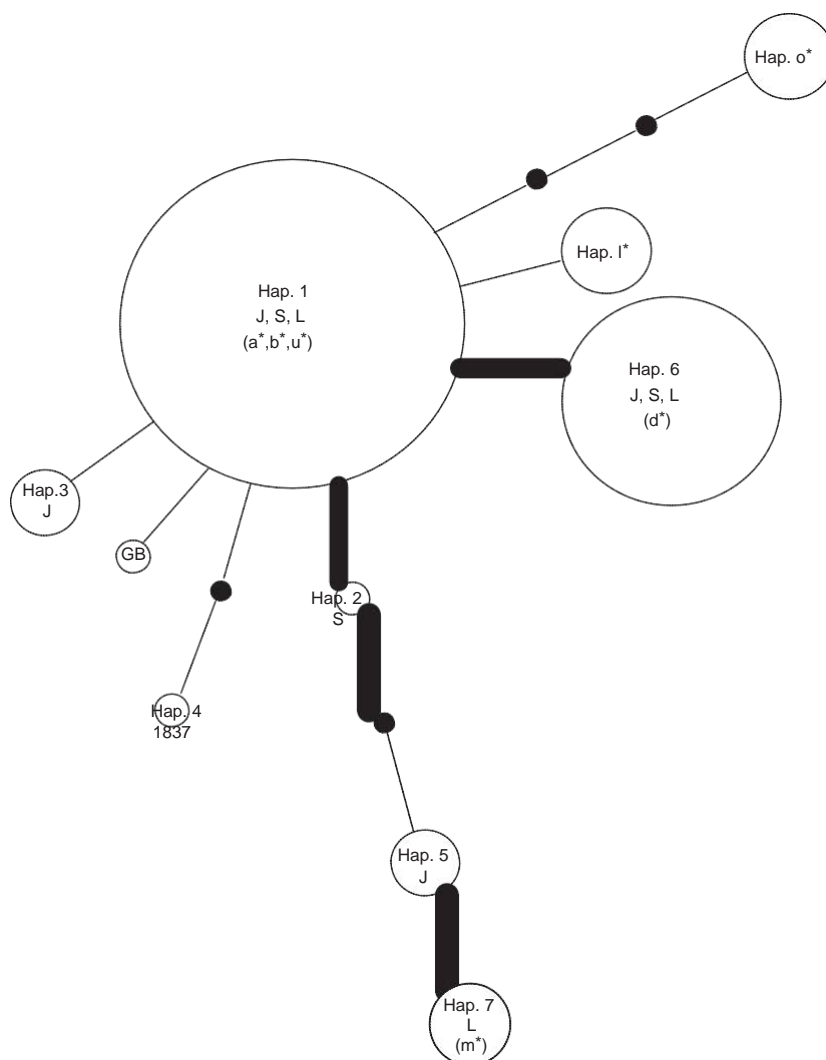 Hap. o*
Hap. l*
Hap. 1
J, S, L
(a*,b*,u*)
Hap. 6
J, S, L
(d*)
Hap.3
J
GB
Hap. 2
S
Hap. 4
1837
Hap. 5
J
Hap. 7
L
(m*)